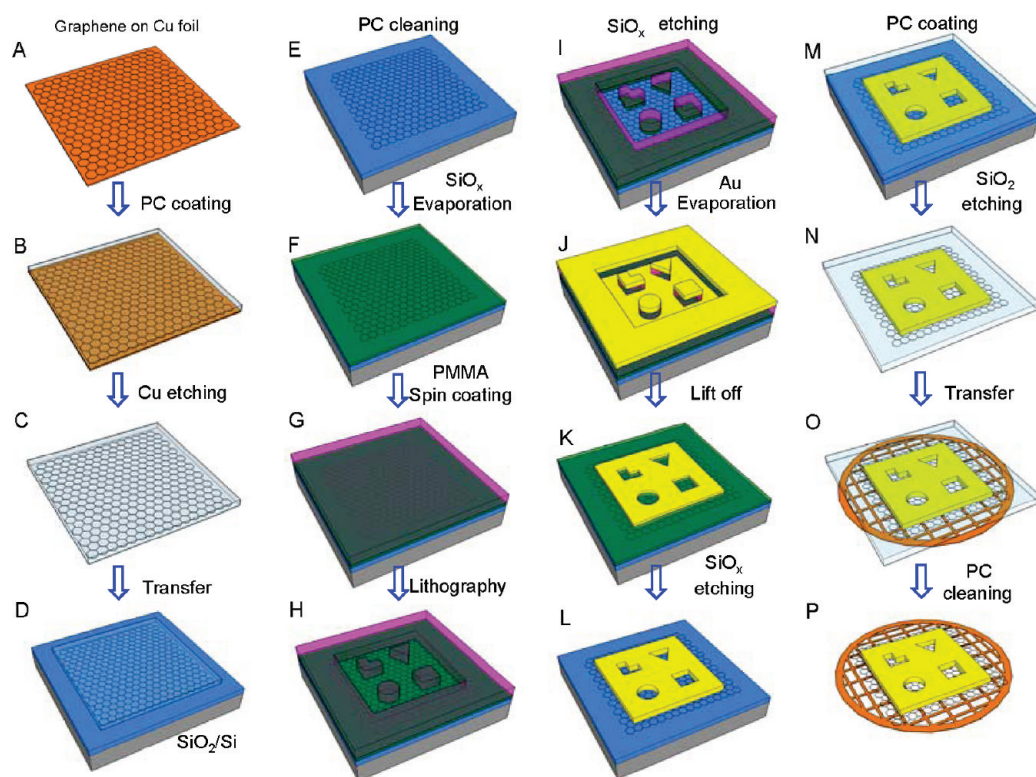 Graphene on Cu foil
A
PC coating
B
Cu etching
C
Transfer
D
SiO₂/Si
PC cleaning
E
SiOₓ
Evaporation
F
PMMA
Spin coating
G
Lithography
H
SiOₓ etching
I
Au
Evaporation
J
Lift off
K
SiOₓ
etching
L
PC coating
M
SiO₂
etching
N
Transfer
O
PC
cleaning
P